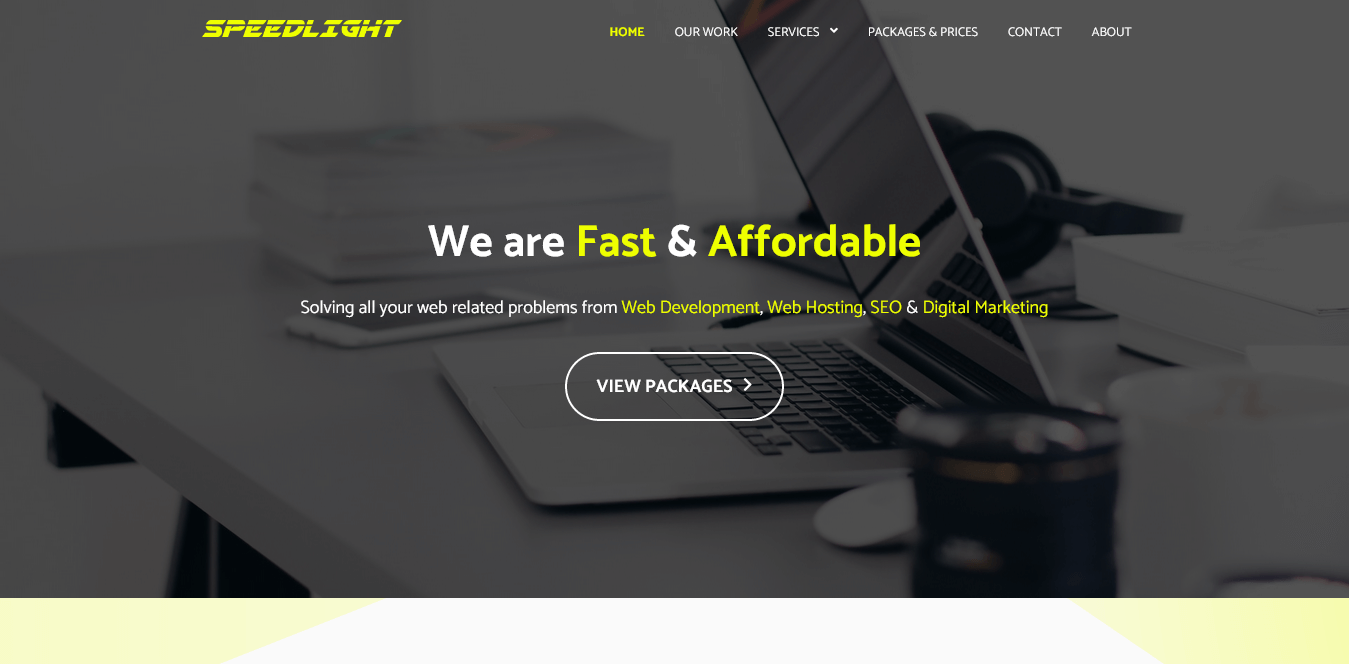 SPEEDLIGHT
HOME OUR WORK SERVICES PACKAGES & PRICES CONTACT ABOUT
We are Fast & Affordable
Solving all your web related problems from Web Development, Web Hosting, SEO & Digital Marketing
VIEW PACKAGES